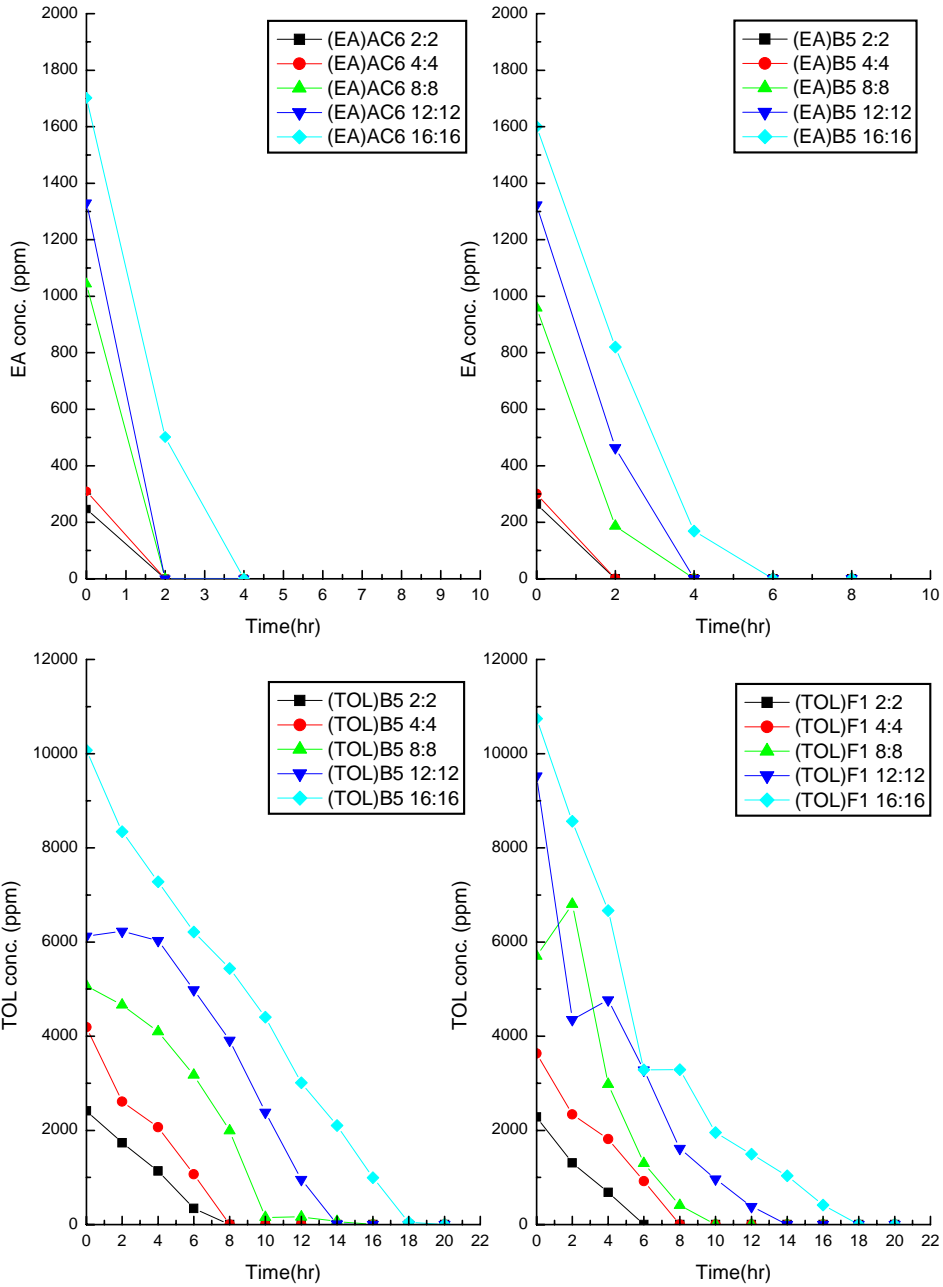 2000
1800
1600
1400
1200
1000
800
600
400
200
0
EA conc. (ppm)
(EA)AC6 2:2
(EA)AC6 4:4
(EA)AC6 8:8
(EA)AC6 12:12
(EA)AC6 16:16
0 1 2 3 4 5 6 7 8 9 10
Time(hr)
2000
1800
1600
1400
1200
1000
800
600
400
200
0
EA conc. (ppm)
(EA)B5 2:2
(EA)B5 4:4
(EA)B5 8:8
(EA)B5 12:12
(EA)B5 16:16
0 2 4 6 8 10
Time(hr)
12000
10000
8000
6000
4000
2000
0
TOL conc. (ppm)
(TOL)B5 2:2
(TOL)B5 4:4
(TOL)B5 8:8
(TOL)B5 12:12
(TOL)B5 16:16
0 2 4 6 8 10 12 14 16 18 20 22
Time(hr)
12000
10000
8000
6000
4000
2000
0
TOL conc. (ppm)
(TOL)F1 2:2
(TOL)F1 4:4
(TOL)F1 8:8
(TOL)F1 12:12
(TOL)F1 16:16
0 2 4 6 8 10 12 14 16 18 20 22
Time(hr)